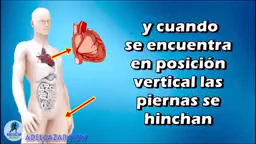 y cuando
se encuentra
en posición
vertical las
piernas se
hinchan